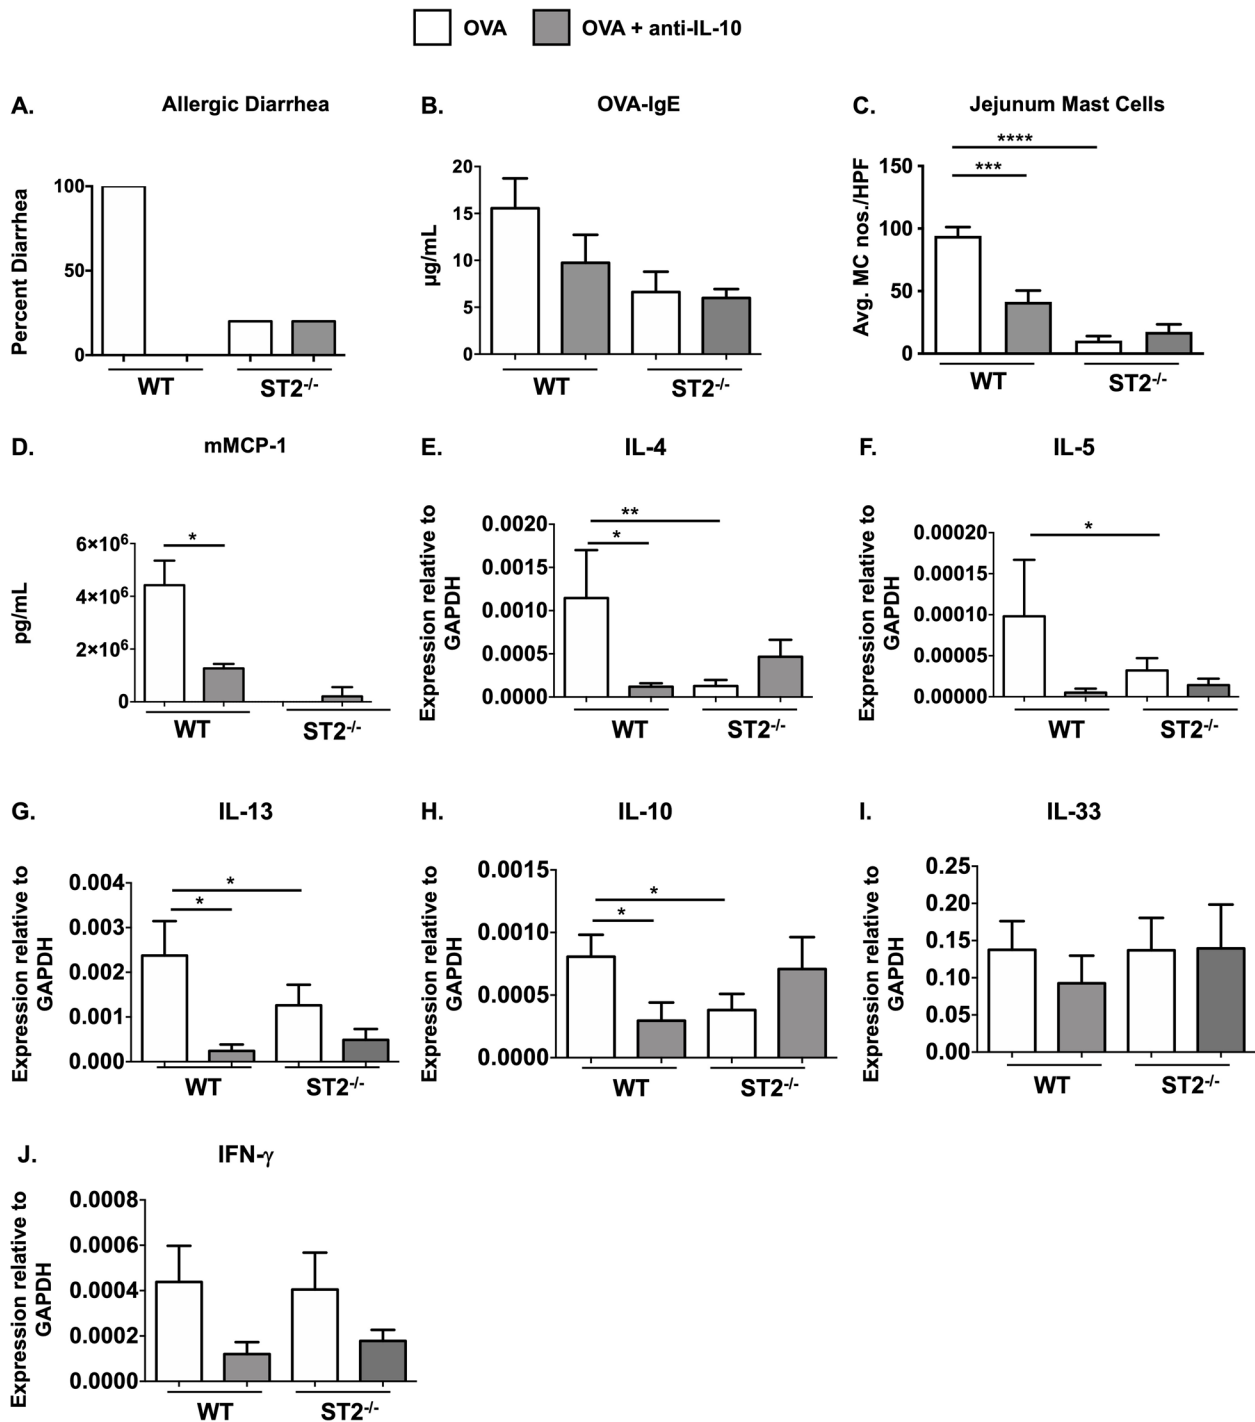 OVA OVA + anti-IL-10
A. Allergic Diarrhea
Percent Diarrhea
100
50
0
WT ST2-/-
B. OVA-IgE
µg/mL
20
15
10
5
0
WT ST2-/-
C. Jejunum Mast Cells
Avg. MC nos./HPF
****
***
150
100
50
0
WT ST2-/-
D. mMCP-1
pg/mL
*
6×10⁶
4×10⁶
2×10⁶
0
WT ST2-/-
E. IL-4
Expression relative to
GAPDH
**
*
0.0020
0.0015
0.0010
0.0005
0.0000
WT ST2-/-
F. IL-5
Expression relative to
GAPDH
*
0.00020
0.00015
0.00010
0.00005
0.00000
WT ST2-/-
G. IL-13
Expression relative to
GAPDH
*
*
0.004
0.003
0.002
0.001
0.000
WT ST2-/-
H. IL-10
Expression relative to
GAPDH
*
*
0.0015
0.0010
0.0005
0.0000
WT ST2-/-
I. IL-33
Expression relative to
GAPDH
0.25
0.20
0.15
0.10
0.05
0.00
WT ST2-/-
J. IFN-γ
Expression relative to
GAPDH
0.0008
0.0006
0.0004
0.0002
0.0000
WT ST2-/-